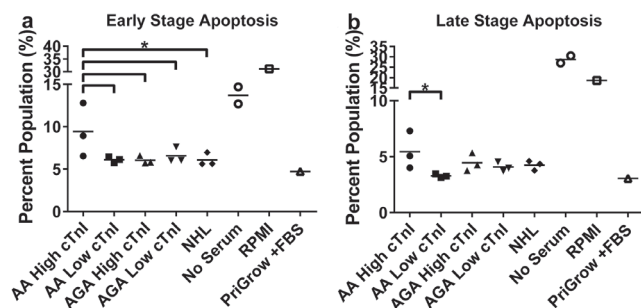 a Early Stage Apoptosis
Percent Population (%)
40
35
30
15
10
5
0
*
AA High cTnI
AA Low cTnI
AGA High cTnI
AGA Low cTnI
NHL
No Serum
RPMI
PriGrow +FBS
b Late Stage Apoptosis
Percent Population (%)
35
30
25
20
15
10
5
0
*
AA High cTnI
AA Low cTnI
AGA High cTnI
AGA Low cTnI
NHL
No Serum
RPMI
PriGrow +FBS